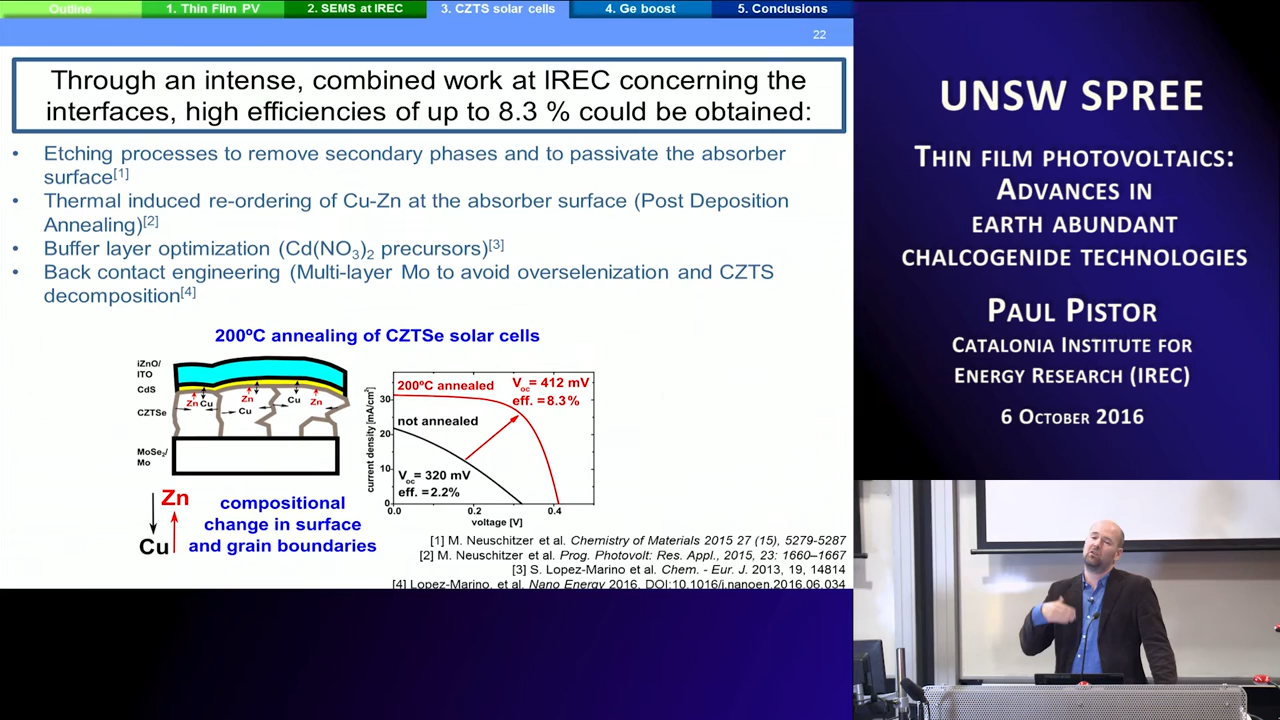 Outline
1. Thin Film PV
2. SEMS at IREC
3. CZTS solar cells
4. Ge boost
5. Conclusions
22
Through an intense, combined work at IREC concerning the
interfaces, high efficiencies of up to 8.3 % could be obtained:
• Etching processes to remove secondary phases and to passivate the absorber
surface[1]
• Thermal induced re-ordering of Cu-Zn at the absorber surface (Post Deposition
Annealing)[2]
• Buffer layer optimization (Cd(NO3)2 precursors)[3]
• Back contact engineering (Multi-layer Mo to avoid overselenization and CZTS
decomposition[4]
200ºC annealing of CZTSe solar cells
iZnO/
ITO
CdS
CZTSe
MoSe2/
Mo
Zn Cu
Zn
Cu
Cu
Zn
Zn
Cu
compositional
change in surface
and grain boundaries
current density [mA/cm2]
30
20
10
0
0.0
0.2
0.4
voltage [V]
200ºC annealed
Voc= 412 mV
eff. =8.3%
not annealed
Voc= 320 mV
eff. =2.2%
[1] M. Neuschitzer et al. Chemistry of Materials 2015 27 (15), 5279-5287
[2] M. Neuschitzer et al. Prog. Photovolt: Res. Appl., 2015, 23: 1660–1667
[3] S. Lopez-Marino et al. Chem. - Eur. J. 2013, 19, 14814
[4] Lopez-Marino, et al. Nano Energy 2016. DOI:10.1016/j.nanoen.2016.06.034
UNSW SPREE
THIN FILM PHOTOVOLTAICS:
ADVANCES IN
EARTH ABUNDANT
CHALCOGENIDE TECHNOLOGIES
PAUL PISTOR
CATALONIA INSTITUTE FOR
ENERGY RESEARCH (IREC)
6 OCTOBER 2016